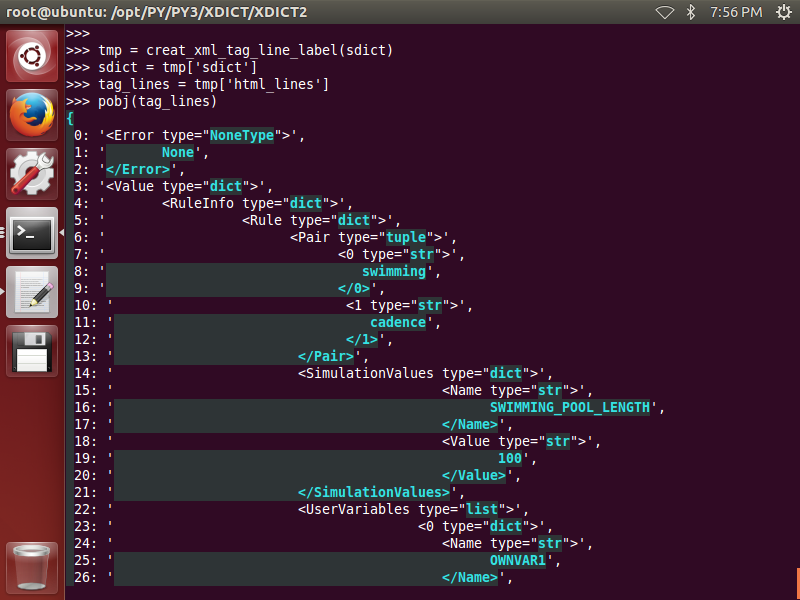 root@ubuntu: /opt/PY/PY3/XDICT/XDICT2 7:56 PM
>>>
>>> tmp = creat_xml_tag_line_label(sdict)
>>> sdict = tmp['sdict']
>>> tag_lines = tmp['html_lines']
>>> pobj(tag_lines)
{
 0: '<Error type="NoneType">',
 1: '       None',
 2: '</Error>',
 3: '<Value type="dict">',
 4: '       <RuleInfo type="dict">',
 5: '                 <Rule type="dict">',
 6: '                       <Pair type="tuple">',
 7: '                             <0 type="str">',
 8: '                                swimming',
 9: '                             </0>',
 10: '                             <1 type="str">',
 11: '                                cadence',
 12: '                             </1>',
 13: '                       </Pair>',
 14: '                       <SimulationValues type="dict">',
 15: '                                         <Name type="str">',
 16: '                                               SWIMMING_POOL_LENGTH',
 17: '                                         </Name>',
 18: '                                         <Value type="str">',
 19: '                                                100',
 20: '                                         </Value>',
 21: '                       </SimulationValues>',
 22: '                       <UserVariables type="list">',
 23: '                                      <0 type="dict">',
 24: '                                         <Name type="str">',
 25: '                                               OWNVAR1',
 26: '                                         </Name>',